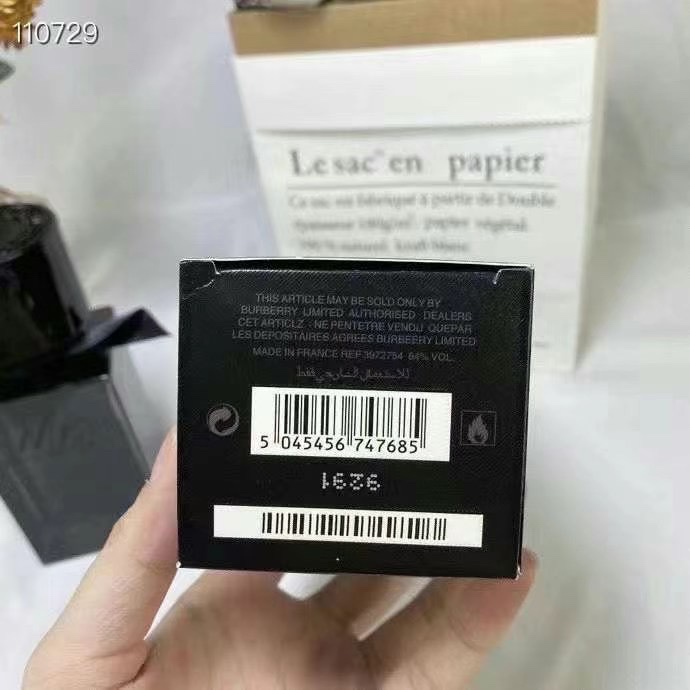 110729
Le sac en papier
THIS ARTICLE MAY BE SOLD ONLY BY
BURBERRY LIMITED AUTHORISED DEALERS
CET ARTICLZ - NE PENTETRE VENDU QUEPAR
LES DEPOSITAIRES AGREES BURBEERY LIMITED
MADE IN FRANCE REF 3972754 64% VOL.
للاستعمال الخارجي فقط
5 045456 747685
1629